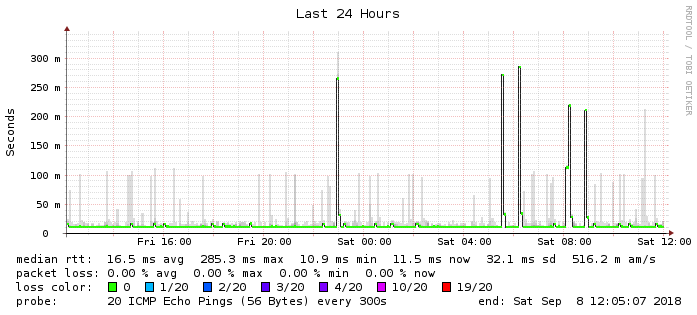 Last 24 Hours
RRDTOOL / TOBI OETIKER
Seconds
300 m
250 m
200 m
150 m
100 m
50 m
0
Fri 16:00 Fri 20:00 Sat 00:00 Sat 04:00 Sat 08:00 Sat 12:00
median rtt: 16.5 ms avg 285.3 ms max 10.9 ms min 11.5 ms now 32.1 ms sd 516.2 m am/s
packet loss: 0.00 % avg 0.00 % max 0.00 % min 0.00 % now
loss color: 0 1/20 2/20 3/20 4/20 10/20 19/20
probe: 20 ICMP Echo Pings (56 Bytes) every 300s end: Sat Sep 8 12:05:07 2018